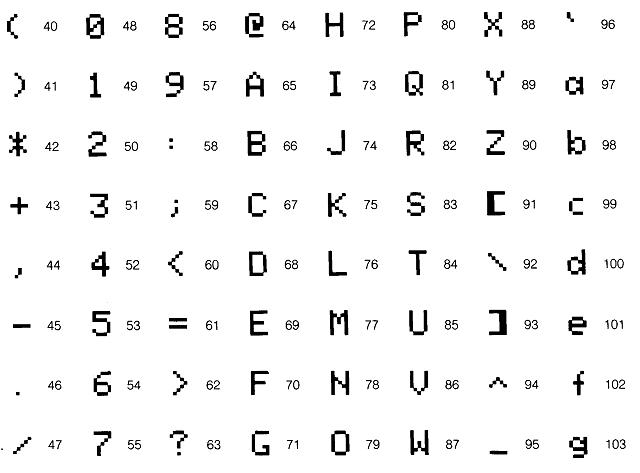 ( 40 0 48 8 56 @ 64 H 72 P 80 X 88 ` 96
) 41 1 49 9 57 A 65 I 73 Q 81 Y 89 a 97
* 42 2 50 : 58 B 66 J 74 R 82 Z 90 b 98
+ 43 3 51 ; 59 C 67 K 75 S 83 [ 91 c 99
, 44 4 52 < 60 D 68 L 76 T 84 \ 92 d 100
- 45 5 53 = 61 E 69 M 77 U 85 ] 93 e 101
. 46 6 54 > 62 F 70 N 78 V 86 ^ 94 f 102
/ 47 7 55 ? 63 G 71 O 79 W 87 _ 95 g 103